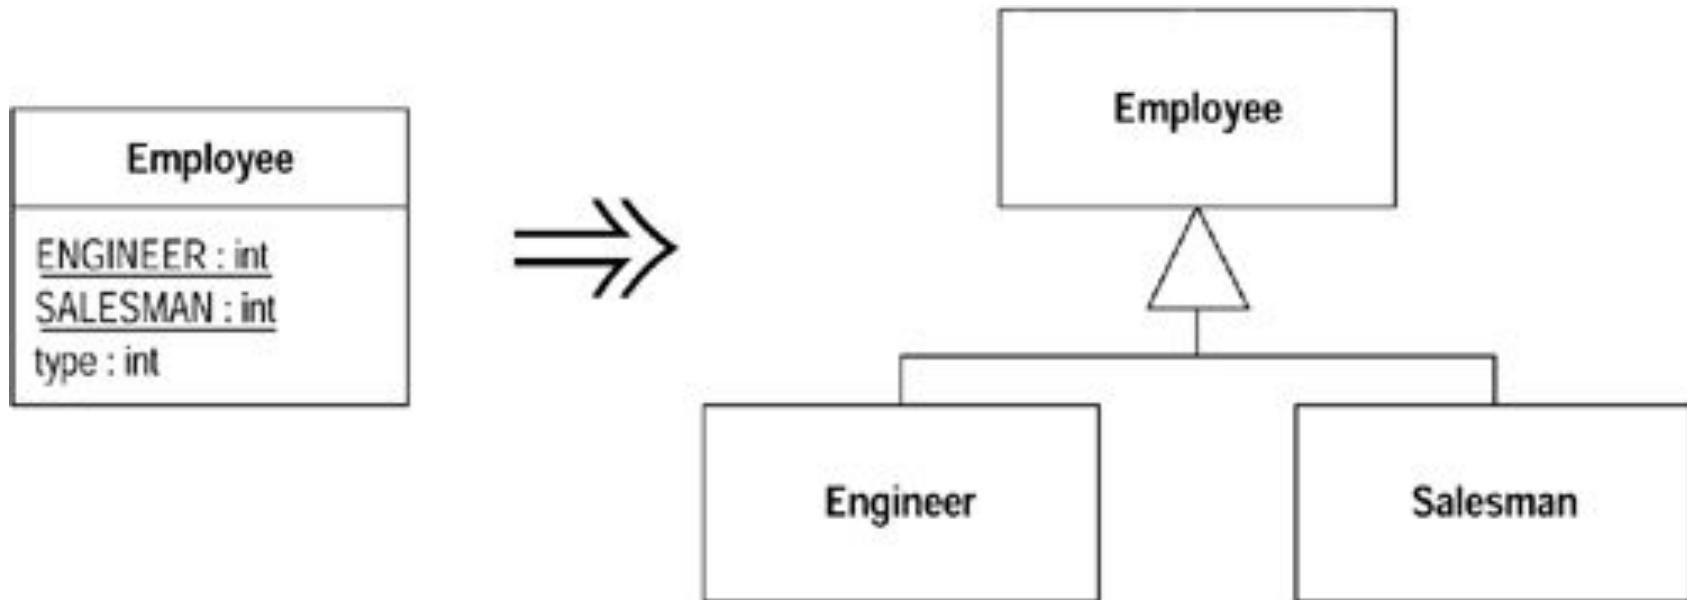 Employee
ENGINEER : int
SALESMAN : int
type : int
Employee
Engineer
Salesman